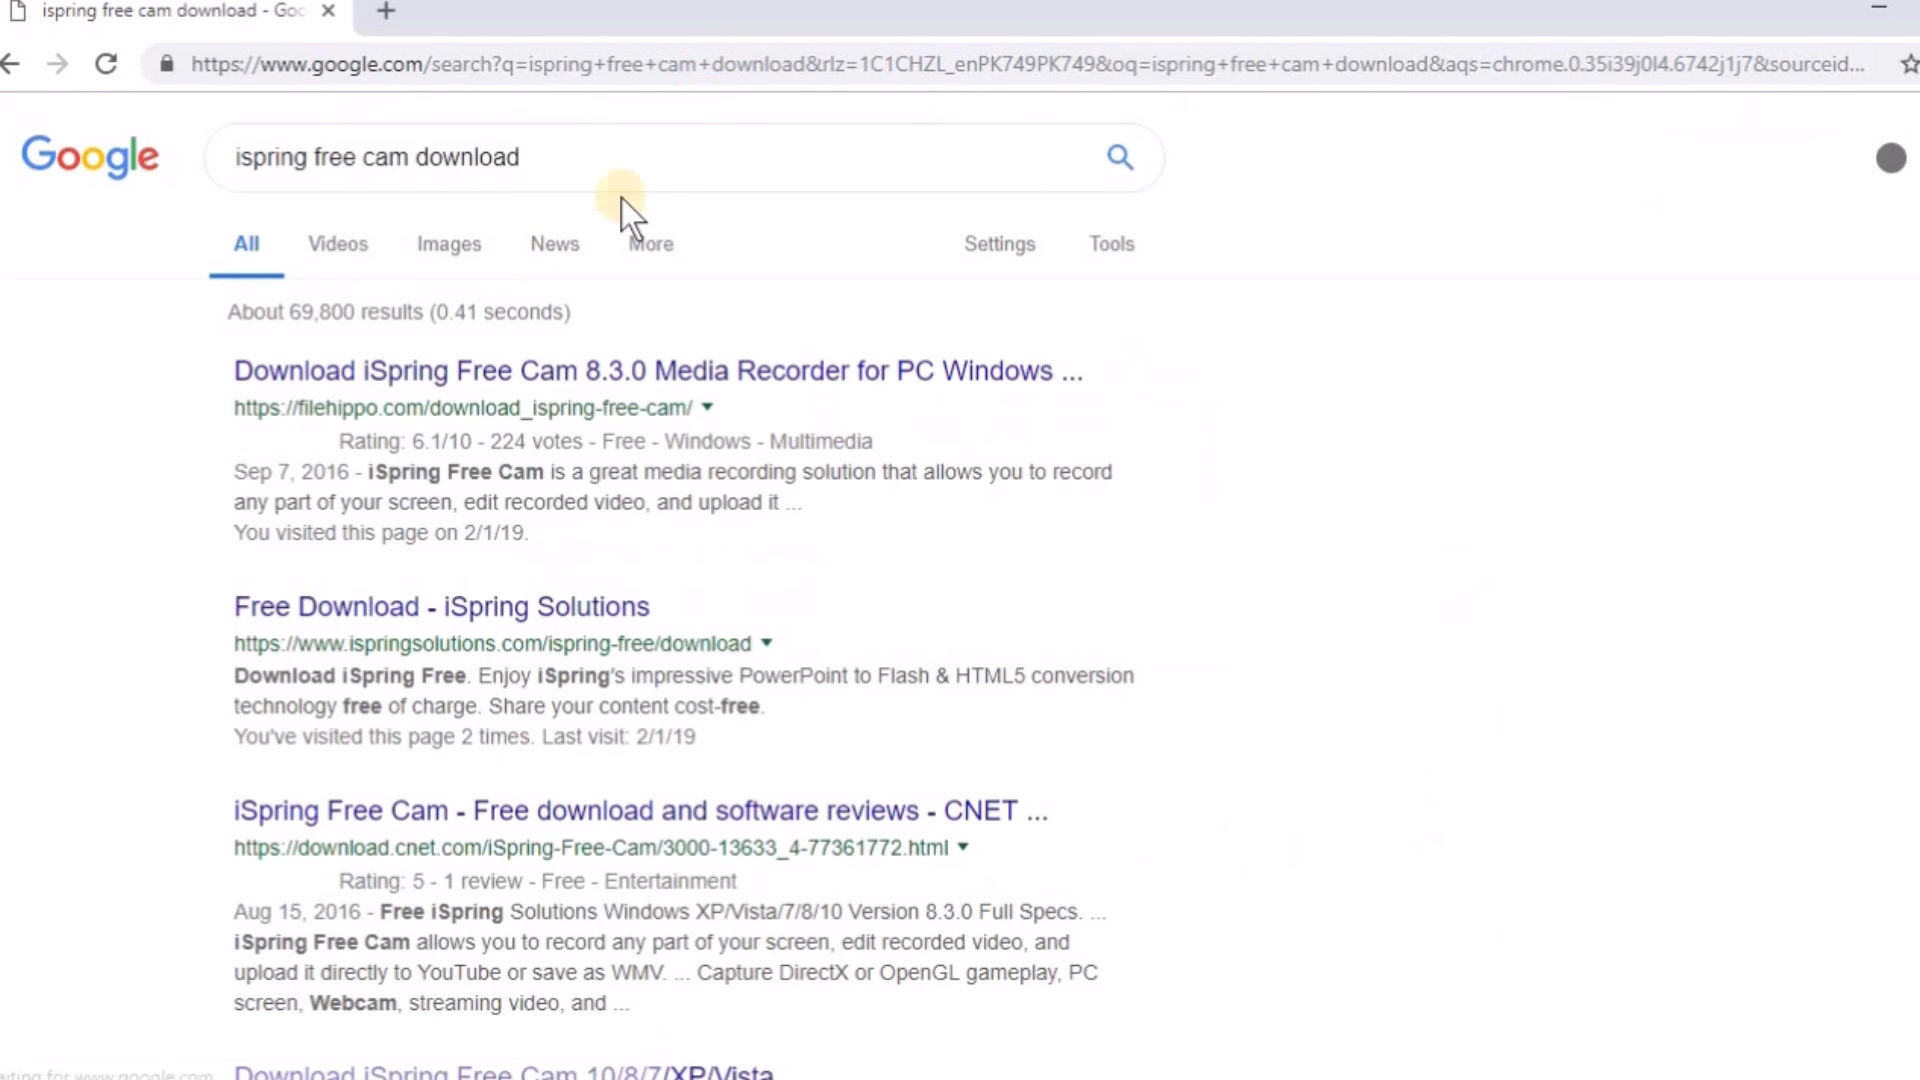 ispring free cam download - Goo
https://www.google.com/search?q=ispring+free+cam+download&rlz=1C1CHZL_enPK749PK749&oq=ispring+free+cam+download&aqs=chrome.0.35i39j0l4.6742j1j7&sourceid...
Google
ispring free cam download
All Videos Images News More Settings Tools
About 69,800 results (0.41 seconds)
Download iSpring Free Cam 8.3.0 Media Recorder for PC Windows ...
https://filehippo.com/download_ispring-free-cam/
Rating: 6.1/10 - 224 votes - Free - Windows - Multimedia
Sep 7, 2016 - iSpring Free Cam is a great media recording solution that allows you to record
any part of your screen, edit recorded video, and upload it ...
You visited this page on 2/1/19.
Free Download - iSpring Solutions
https://www.ispringsolutions.com/ispring-free/download
Download iSpring Free. Enjoy iSpring's impressive PowerPoint to Flash & HTML5 conversion
technology free of charge. Share your content cost-free.
You've visited this page 2 times. Last visit: 2/1/19
iSpring Free Cam - Free download and software reviews - CNET ...
https://download.cnet.com/iSpring-Free-Cam/3000-13633_4-77361772.html
Rating: 5 - 1 review - Free - Entertainment
Aug 15, 2016 - Free iSpring Solutions Windows XP/Vista/7/8/10 Version 8.3.0 Full Specs. ...
iSpring Free Cam allows you to record any part of your screen, edit recorded video, and
upload it directly to YouTube or save as WMV. ... Capture DirectX or OpenGL gameplay, PC
screen, Webcam, streaming video, and ...
Download iSpring Free Cam 10/8/7/XP/Vista
aiting for www.google.com